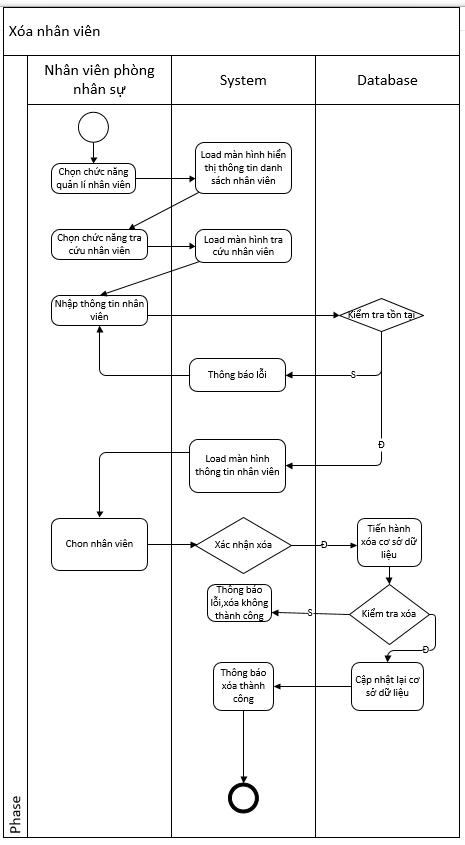 Xóa nhân viên
Nhân viên phòng
nhân sự
System
Database
Chọn chức năng
quản lí nhân viên
Load màn hình hiển
thị thông tin danh
sách nhân viên
Chọn chức năng tra
cứu nhân viên
Load màn hình tra
cứu nhân viên
Nhập thông tin nhân
viên
Kiểm tra tồn tại
Thông báo lỗi
S
Đ
Load màn hình
thông tin nhân viên
Chon nhân viên
Xác nhận xóa
Đ
Tiến hành
xóa cơ sở dữ
liệu
Thông báo
lỗi,xóa không
thành công
S
Kiểm tra xóa
Đ
Thông báo
xóa thành
công
Cập nhật lại cơ
sở dữ liệu
Phase